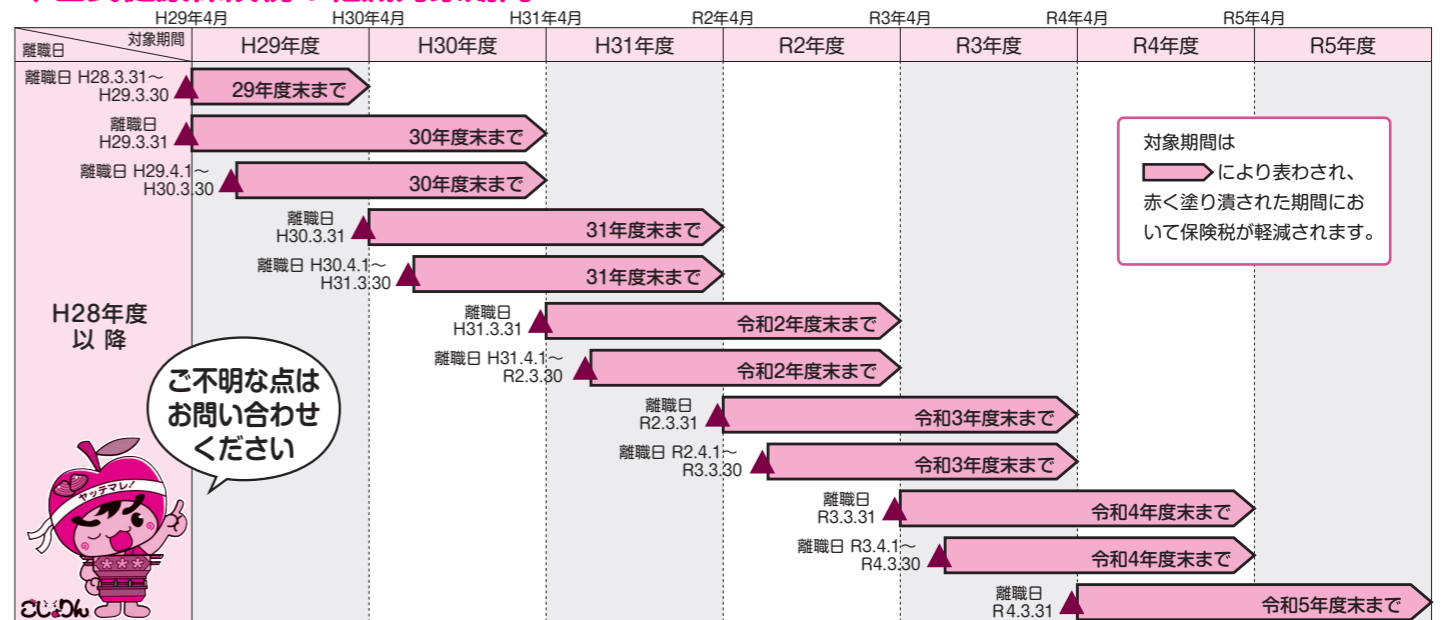 H29年4月 H30年4月 H31年4月 R2年4月 R3年4月 R4年4月 R5年4月
対象期間
離職日
H29年度 H30年度 H31年度 R2年度 R3年度 R4年度 R5年度
離職日 H28.3.31～
H29.3.30
29年度末まで
離職日
H29.3.31
30年度末まで
離職日 H29.4.1～
H30.3.30
30年度末まで
離職日
H30.3.31
31年度末まで
離職日 H30.4.1～
H31.3.30
31年度末まで
離職日
H31.3.31
令和2年度末まで
離職日 H31.4.1～
R2.3.30
令和2年度末まで
離職日
R2.3.31
令和3年度末まで
離職日 R2.4.1～
R3.3.30
令和3年度末まで
離職日
R3.3.31
令和4年度末まで
離職日 R3.4.1～
R4.3.30
令和4年度末まで
離職日
R4.3.31
令和5年度末まで
対象期間は
により表わされ、
赤く塗り潰された期間にお
いて保険税が軽減されます。
H28年度
以 降
ご不明な点は
お問い合わせ
ください
ヤッテマレ！
ごしょりん